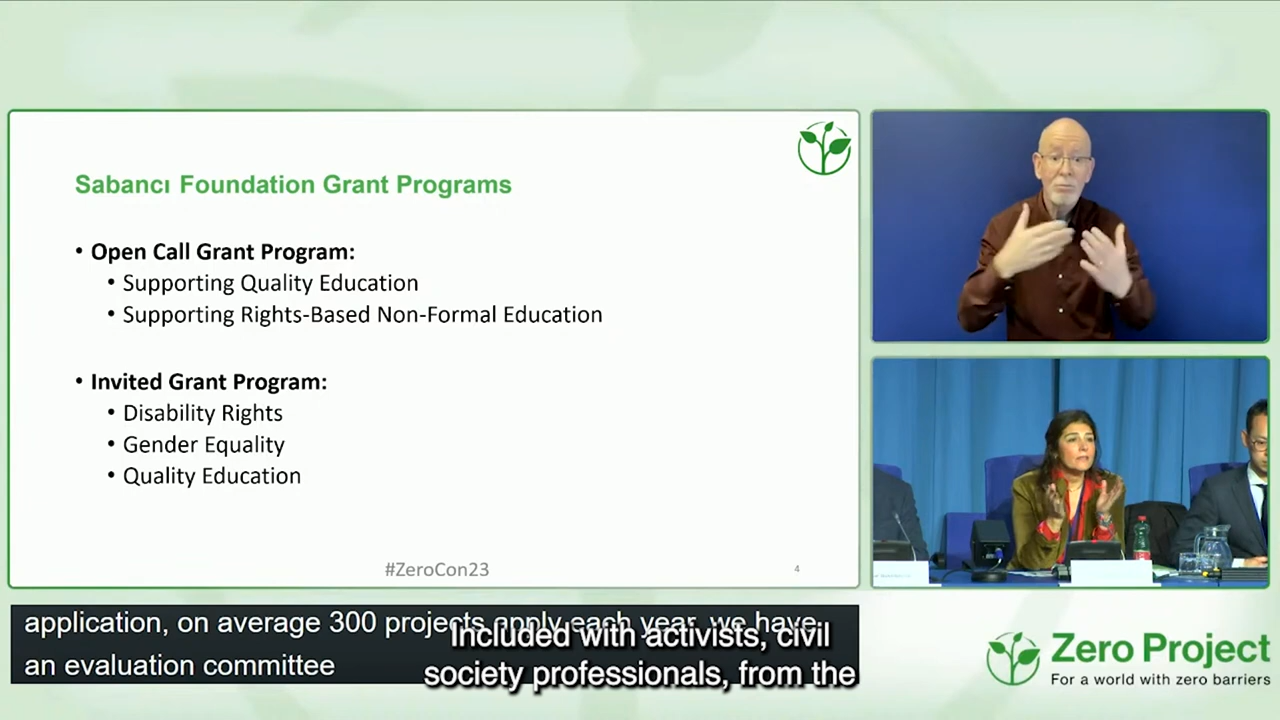 Sabancı Foundation Grant Programs
• Open Call Grant Program:
• Supporting Quality Education
• Supporting Rights-Based Non-Formal Education
• Invited Grant Program:
• Disability Rights
• Gender Equality
• Quality Education
#ZeroCon23
4
application, on average 300 projects apply each year, we have
an evaluation committee
Included with activists, civil
society professionals, from the
Zero Project
For a world with zero barriers